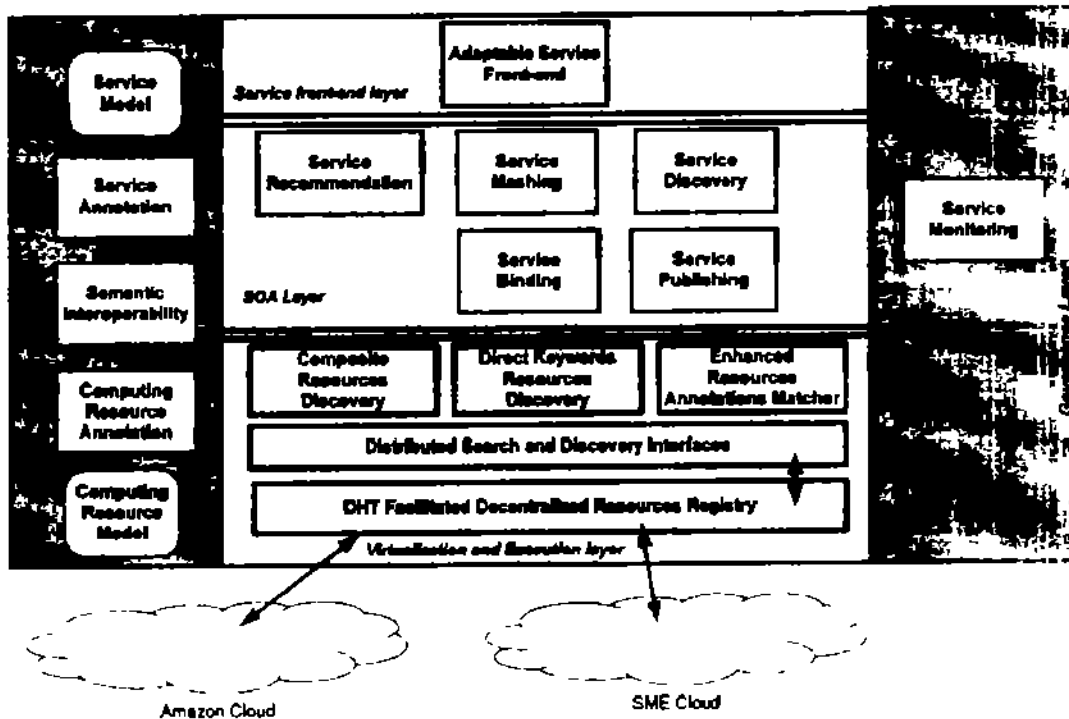 Service
Model
Service
Annotation
Semantic
Interoperability
Computing
Resource
Annotation
Computing
Resource
Model
Adaptable Service
Front-end
Service front-end layer
Service
Recommendation
Service
Mashing
Service
Discovery
Service
Binding
Service
Publishing
SOA Layer
Composite
Resources
Discovery
Direct Keywords
Resources
Discovery
Enhanced
Resources
Annotations Matcher
Distributed Search and Discovery Interfaces
DHT Facilitated Decentralized Resources Registry
Virtualization and Execution layer
Service
Monitoring
Amazon Cloud
SME Cloud